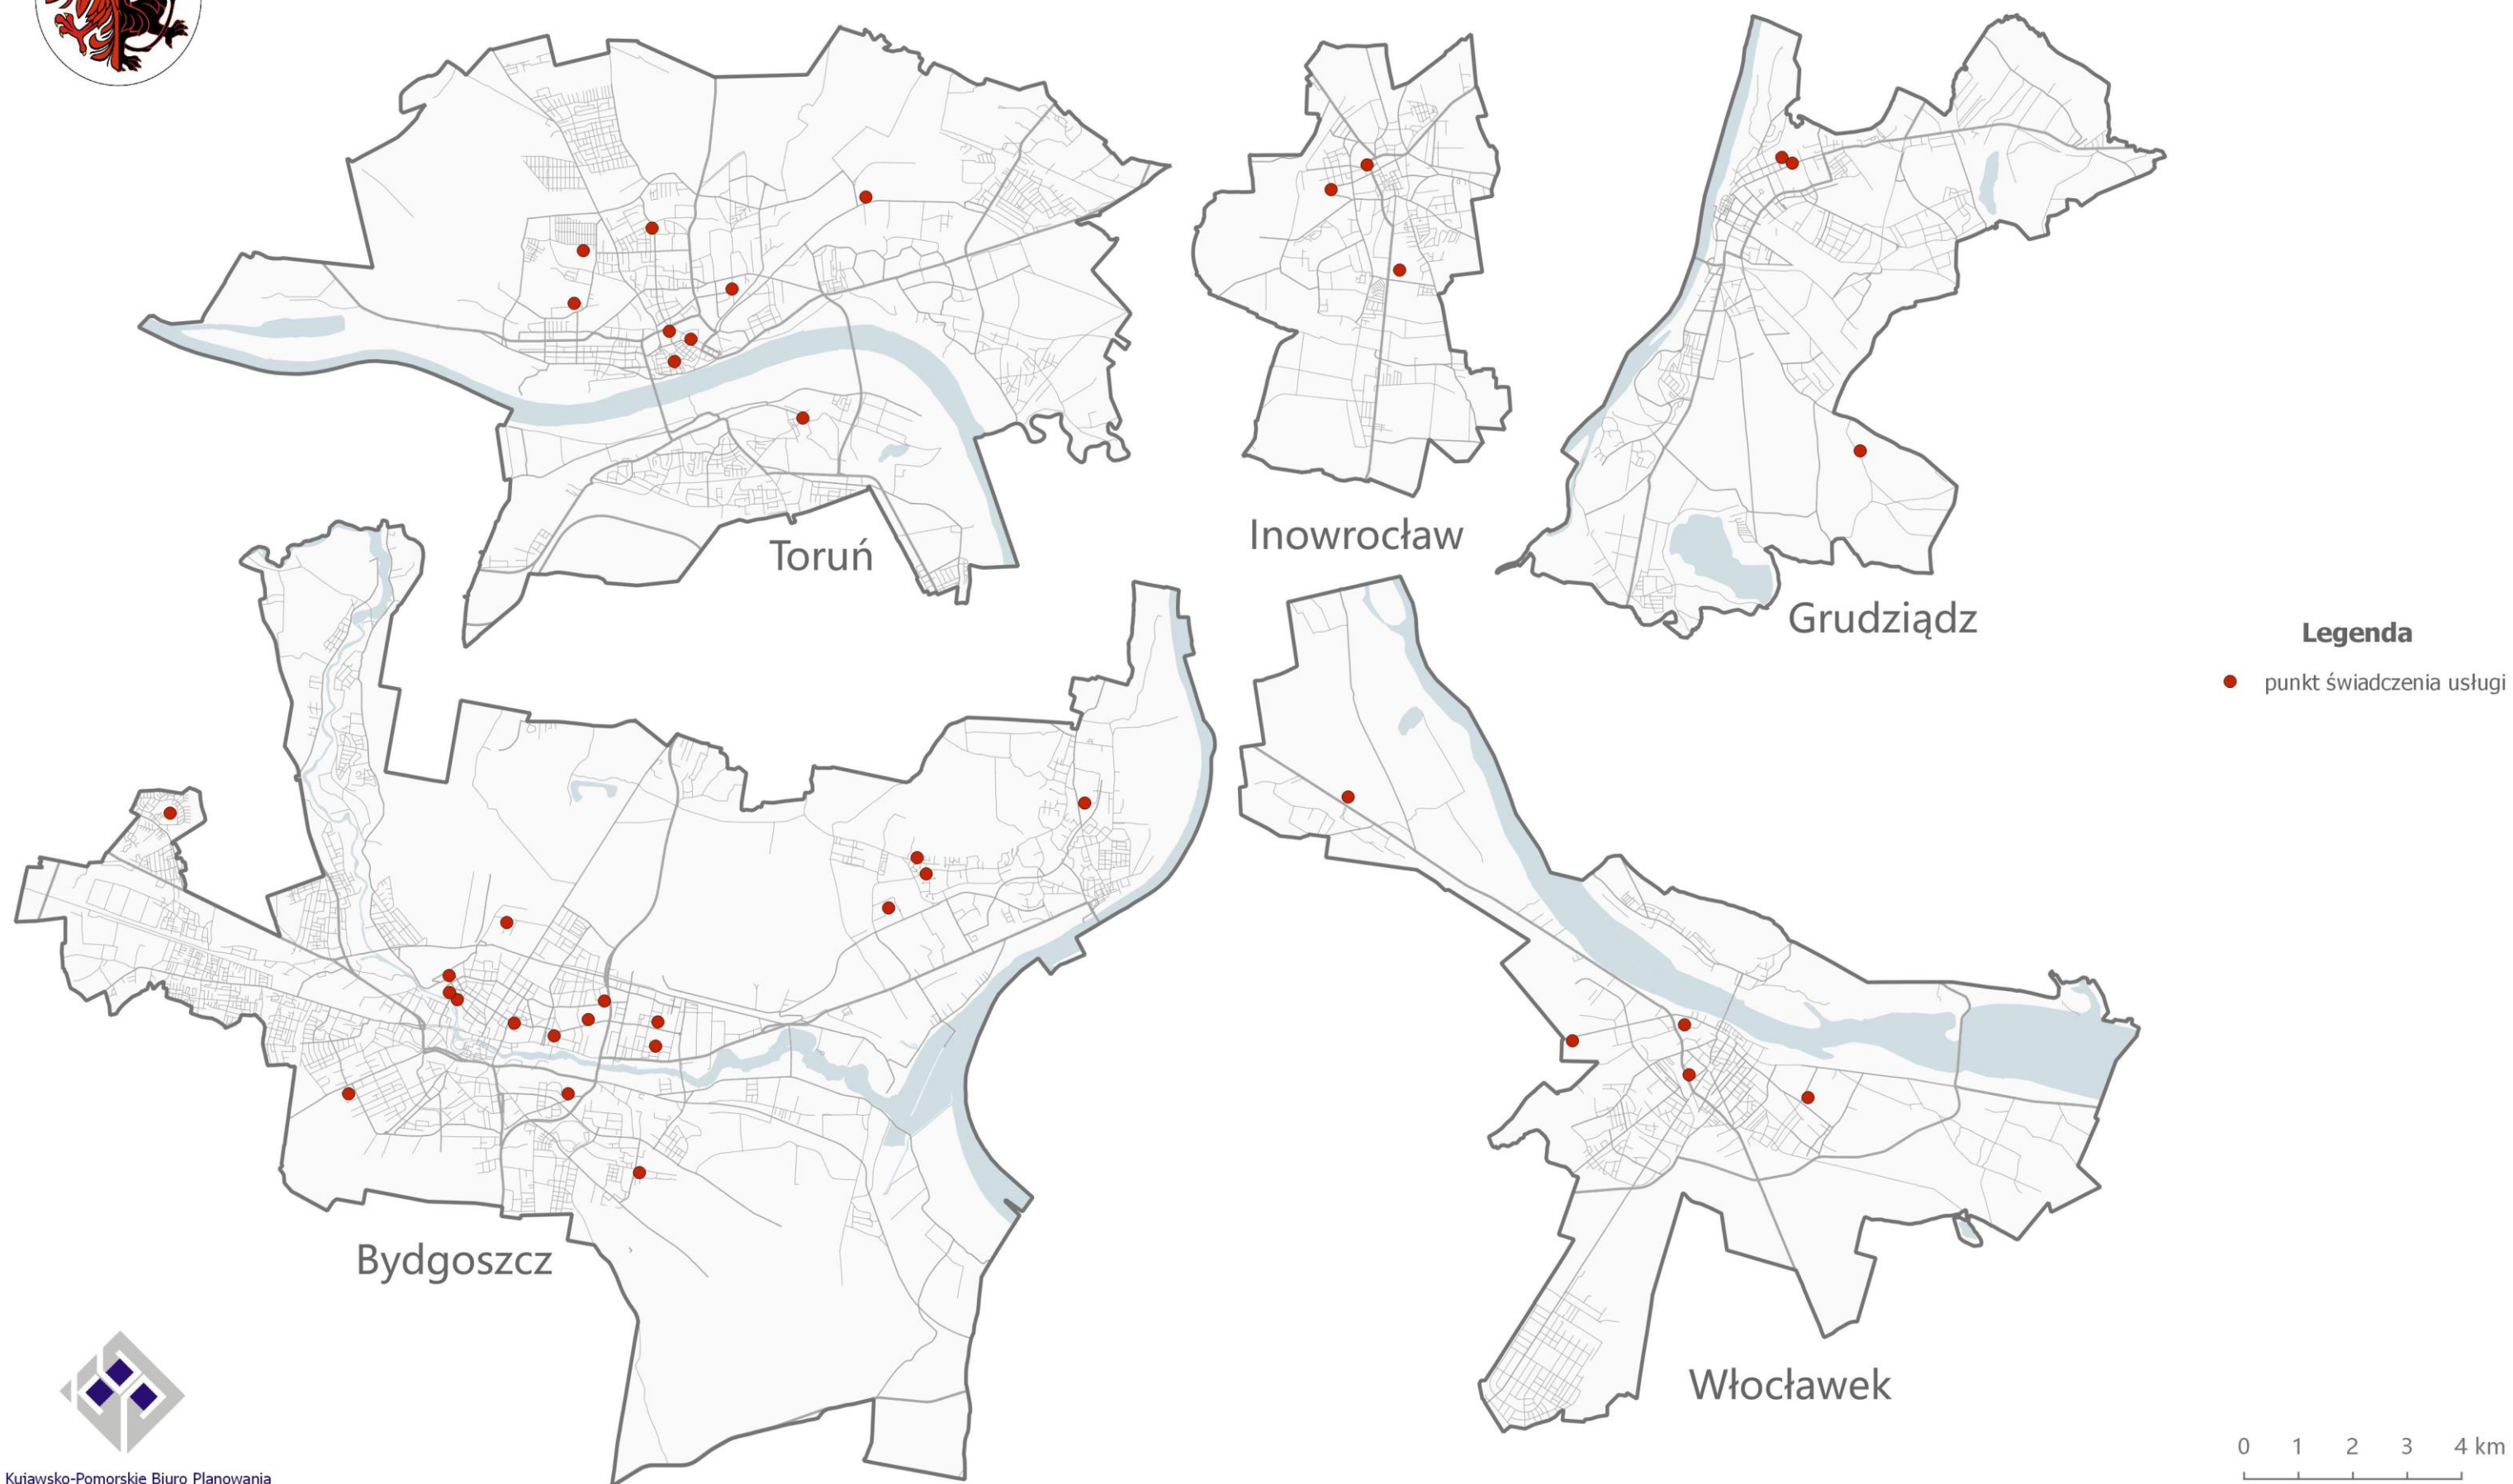 Toruń
Inowrocław
Grudziądz
Legenda
punkt świadczenia usługi
Bydgoszcz
Włocławek
0 1 2 3 4 km
Kujawsko-Pomorskie Biuro Planowania